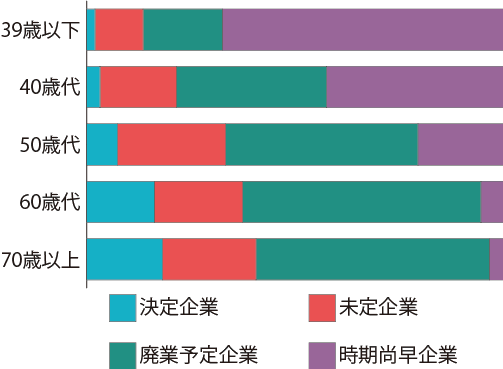 39歳以下
40歳代
50歳代
60歳代
70歳以上
決定企業
未定企業
廃業予定企業
時期尚早企業